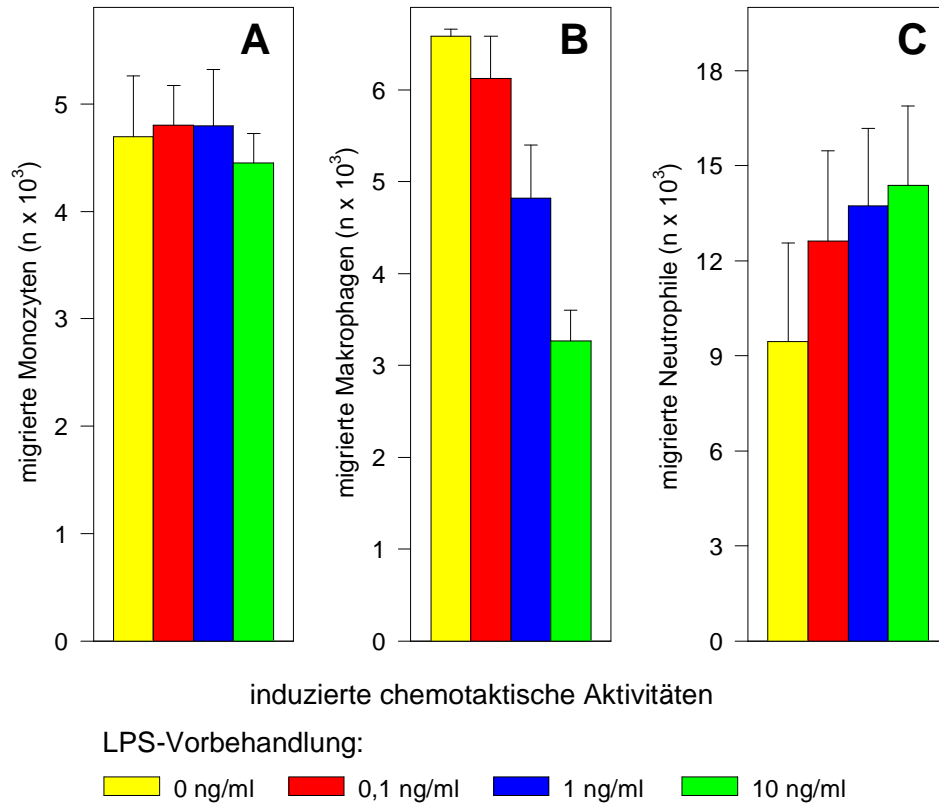 A
migrierte Monozyten (n x 10³)
5
4
3
2
1
0
B
migrierte Makrophagen (n x 10³)
6
5
4
3
2
1
0
C
migrierte Neutrophile (n x 10³)
18
15
12
9
6
3
0
induzierte chemotaktische Aktivitäten
LPS-Vorbehandlung:
0 ng/ml 0,1 ng/ml 1 ng/ml 10 ng/ml